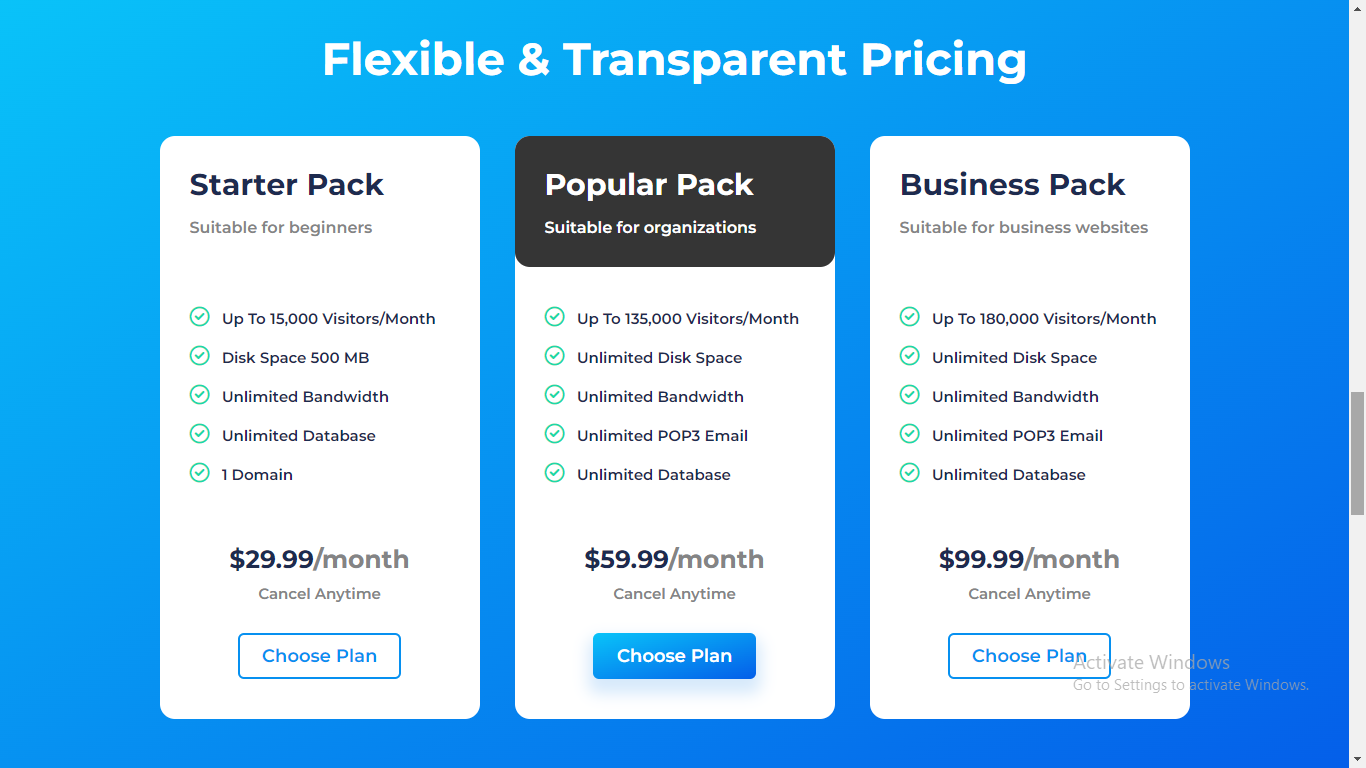 Flexible & Transparent Pricing
Starter Pack
Suitable for beginners
Up To 15,000 Visitors/Month
Disk Space 500 MB
Unlimited Bandwidth
Unlimited Database
1 Domain
$29.99/month
Cancel Anytime
Choose Plan
Popular Pack
Suitable for organizations
Up To 135,000 Visitors/Month
Unlimited Disk Space
Unlimited Bandwidth
Unlimited POP3 Email
Unlimited Database
$59.99/month
Cancel Anytime
Choose Plan
Business Pack
Suitable for business websites
Up To 180,000 Visitors/Month
Unlimited Disk Space
Unlimited Bandwidth
Unlimited POP3 Email
Unlimited Database
$99.99/month
Cancel Anytime
Choose Plan
Activate Windows
Go to Settings to activate Windows.